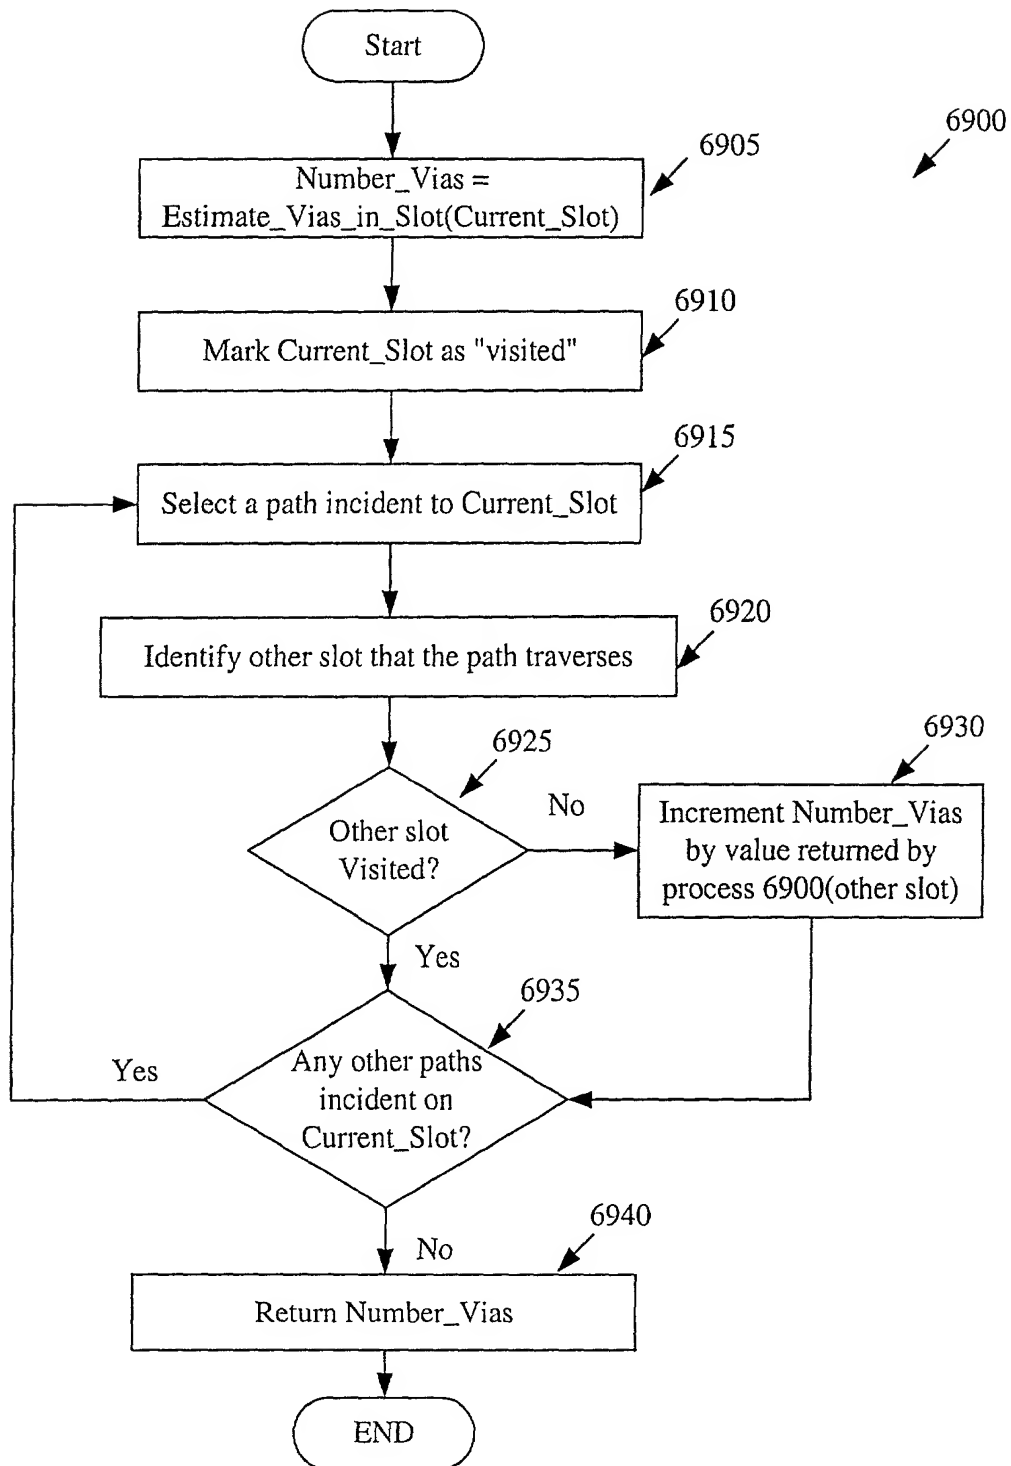 Start
6900
6905
Number_Vias =
Estimate_Vias_in_Slot(Current_Slot)
6910
Mark Current_Slot as "visited"
6915
Select a path incident to Current_Slot
6920
Identify other slot that the path traverses
6925
Other slot
Visited?
No
6930
Increment Number_Vias
by value returned by
process 6900(other slot)
Yes
6935
Any other paths
incident on
Current_Slot?
Yes
No
6940
Return Number_Vias
END